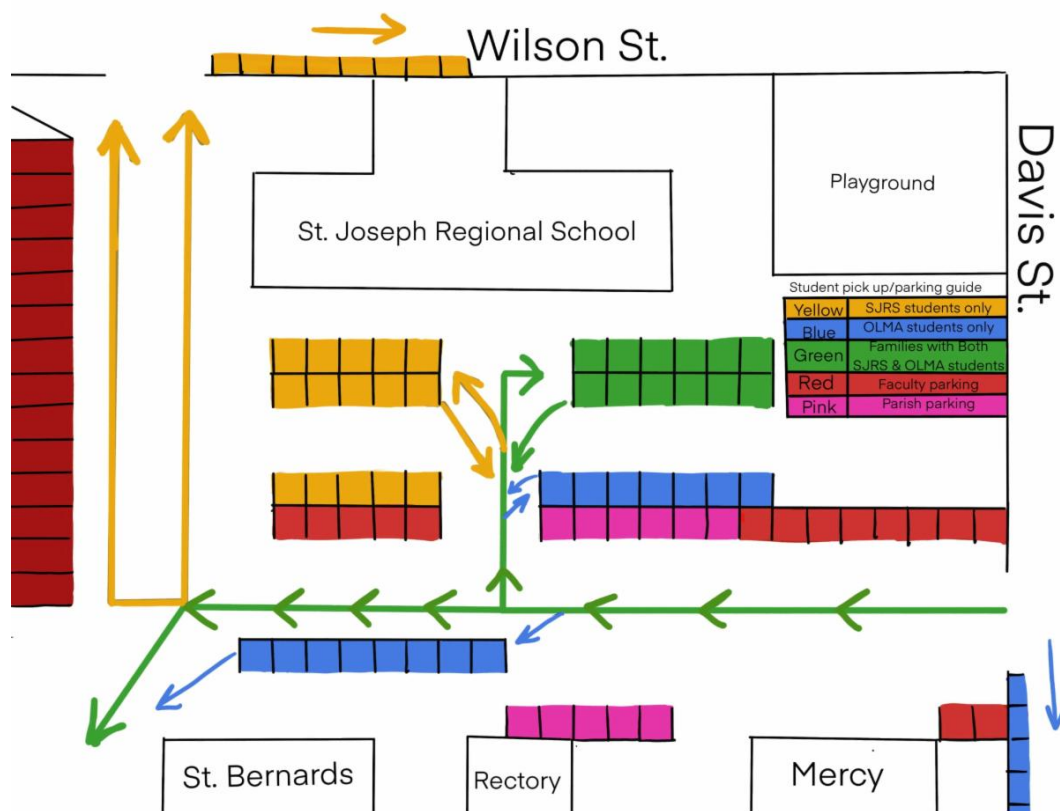 Wilson St.
Davis St.
Playground
St. Joseph Regional School
Student pick up/parking guide
Yellow SJRS students only
Blue OLMA students only
Green Families with Both
SJRS & OLMA students
Red Faculty parking
Pink Parish parking
St. Bernards
Rectory
Mercy